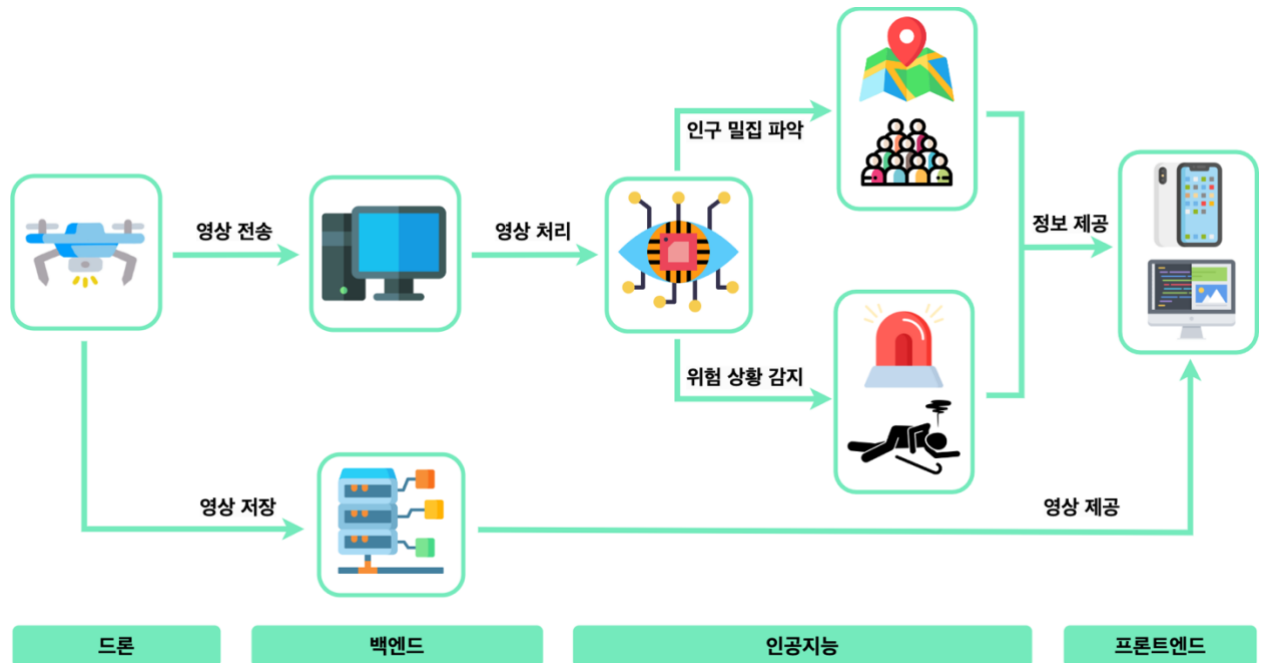 인구 밀집 파악
영상 전송
영상 처리
정보 제공
위험 상황 감지
영상 저장
영상 제공
드론
백엔드
인공지능
프론트엔드